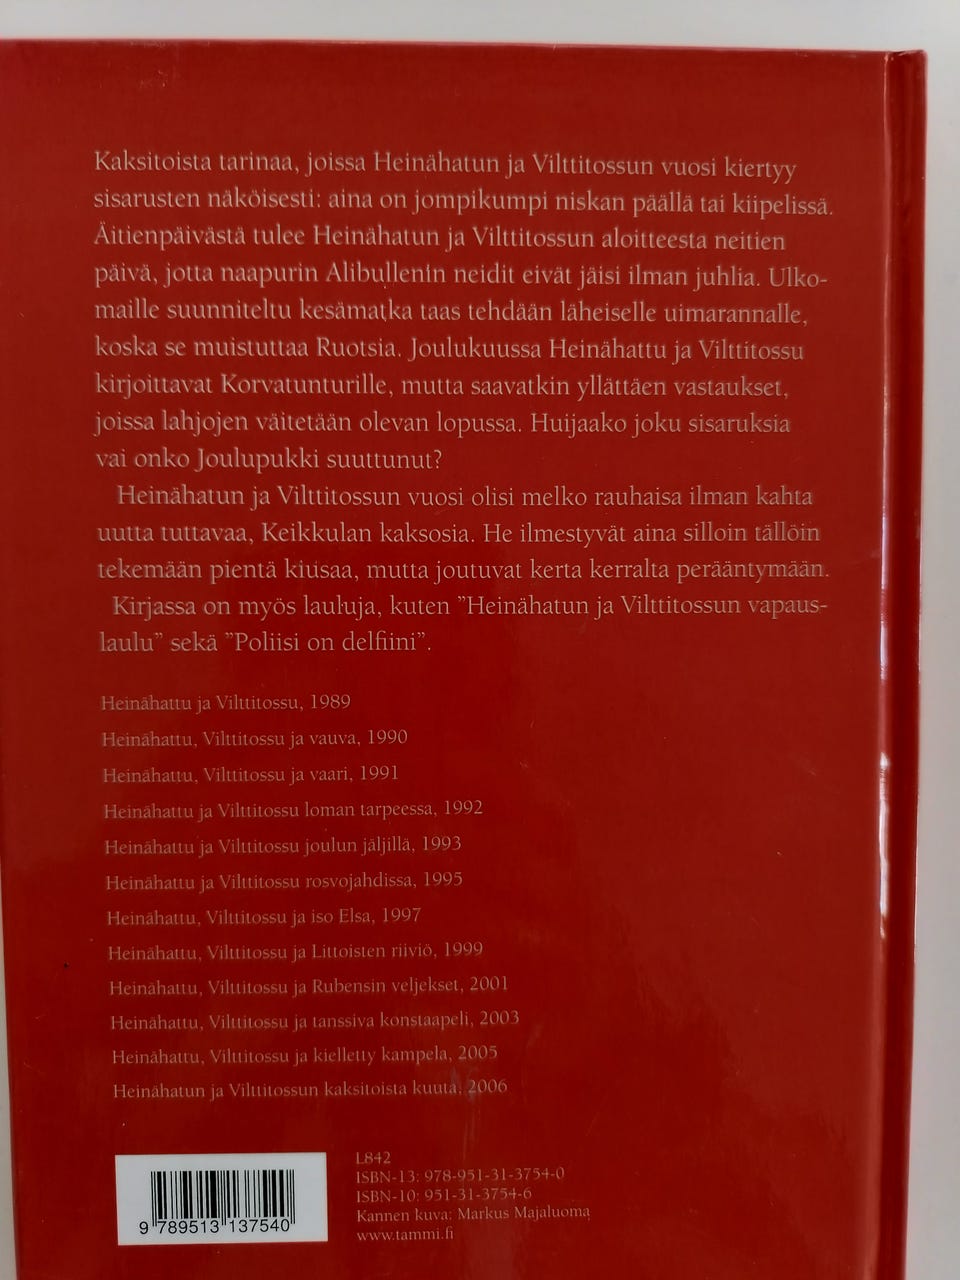 Kaksitoista tarinaa, joissa Heinähatun ja Vilttitossun vuosi kiertyy
sisarusten näköisesti: aina on jompikumpi niskan päällä tai kiipelissä.
Äitienpäivästä tulee Heinähatun ja Vilttitossun aloitteesta neitien
päivä, jotta naapurin Alibullenin neidit eivät jäisi ilman juhlia. Ulko-
maille suunniteltu kesämatka taas tehdään läheiselle uimarannalle,
koska se muistuttaa Ruotsia. Joulukuussa Heinähattu ja Vilttitossu
kirjoittavat Korvatunturille, mutta saavatkin yllättäen vastaukset,
joissa lahjojen väitetään olevan lopussa. Huijaako joku sisaruksia
vai onko Joulupukki suuttunut?
Heinähatun ja Vilttitossun vuosi olisi melko rauhaisa ilman kahta
uutta tuttavaa, Keikkulan kaksosia. He ilmestyvät aina silloin tällöin
tekemään pientä kiusaa, mutta joutuvat kerta kerralta perääntymään.
Kirjassa on myös lauluja, kuten ”Heinähatun ja Vilttitossun vapaus-
laulu” sekä ”Poliisi on delfiini”.
Heinähattu ja Vilttitossu, 1989
Heinähattu, Vilttitossu ja vauva, 1990
Heinähattu, Vilttitossu ja vaari, 1991
Heinähattu ja Vilttitossu loman tarpeessa, 1992
Heinähattu ja Vilttitossu joulun jäljillä, 1993
Heinähattu ja Vilttitossu rosvojahdissa, 1995
Heinähattu, Vilttitossu ja iso Elsa, 1997
Heinähattu, Vilttitossu ja Littoisten riiviö, 1999
Heinähattu, Vilttitossu ja Rubensin veljekset, 2001
Heinähattu, Vilttitossu ja tanssiva konstaapeli, 2003
Heinähattu, Vilttitossu ja kielletty kampela, 2005
Heinähatun ja Vilttitossun kaksitoista kuuta, 2006
L842
ISBN-13: 978-951-31-3754-0
ISBN-10: 951-31-3754-6
Kannen kuva: Markus Majaluoma
www.tammi.fi
9 789513 137540